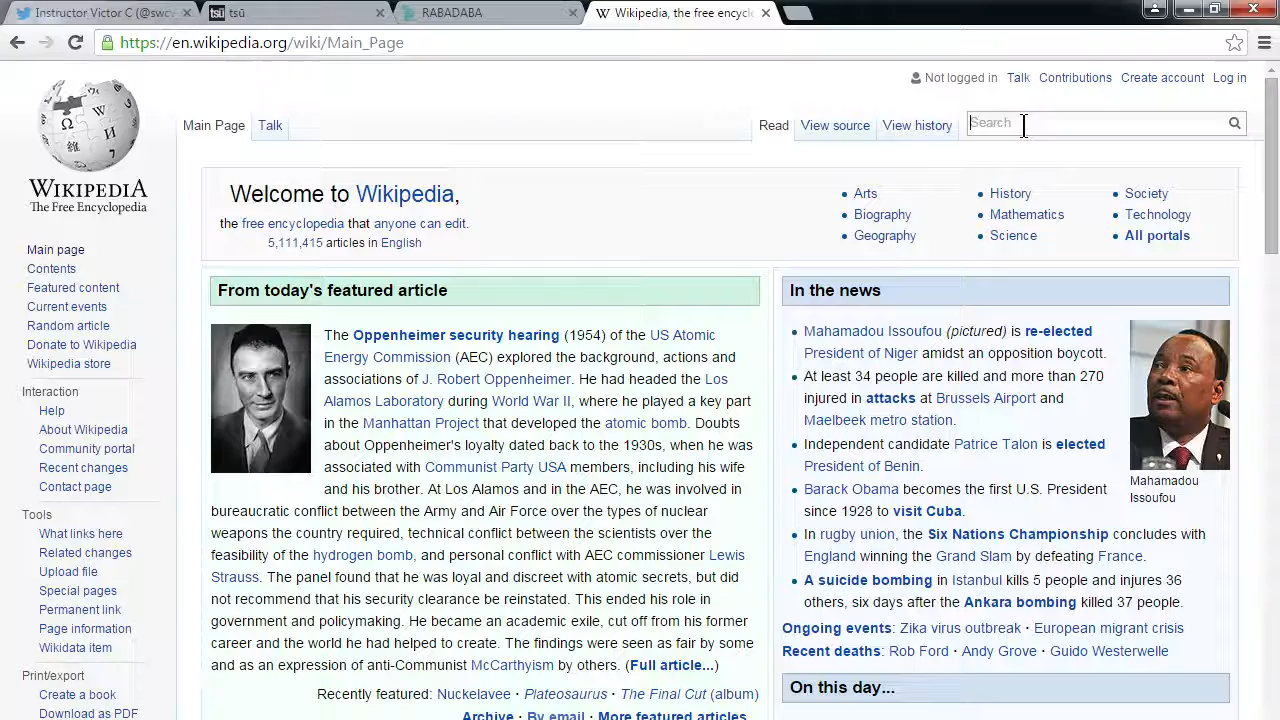 Instructor Victor C (@swcv
tsū tsū
RABADABA
W Wikipedia, the free encycle
https://en.wikipedia.org/wiki/Main_Page
Not logged in Talk Contributions Create account Log in
Main Page Talk Read View source View history Search
WIKIPEDIA
The Free Encyclopedia
Main page
Contents
Featured content
Current events
Random article
Donate to Wikipedia
Wikipedia store
Interaction
Help
About Wikipedia
Community portal
Recent changes
Contact page
Tools
What links here
Related changes
Upload file
Special pages
Permanent link
Page information
Wikidata item
Print/export
Create a book
Download as PDF
Welcome to Wikipedia,
the free encyclopedia that anyone can edit.
5,111,415 articles in English
Arts
Biography
Geography
History
Mathematics
Science
Society
Technology
All portals
From today's featured article
The Oppenheimer security hearing (1954) of the US Atomic
Energy Commission (AEC) explored the background, actions and
associations of J. Robert Oppenheimer. He had headed the Los
Alamos Laboratory during World War II, where he played a key part
in the Manhattan Project that developed the atomic bomb. Doubts
about Oppenheimer's loyalty dated back to the 1930s, when he was
associated with Communist Party USA members, including his wife
and his brother. At Los Alamos and in the AEC, he was involved in
bureaucratic conflict between the Army and Air Force over the types of nuclear
weapons the country required, technical conflict between the scientists over the
feasibility of the hydrogen bomb, and personal conflict with AEC commissioner Lewis
Strauss. The panel found that he was loyal and discreet with atomic secrets, but did
not recommend that his security clearance be reinstated. This ended his role in
government and policymaking. He became an academic exile, cut off from his former
career and the world he had helped to create. The findings were seen as fair by some
and as an expression of anti-Communist McCarthyism by others. (Full article...)
Recently featured: Nuckelavee · Plateosaurus · The Final Cut (album)
Archive · By email · More featured articles...
In the news
Mahamadou Issoufou (pictured) is re-elected
President of Niger amidst an opposition boycott.
At least 34 people are killed and more than 270
injured in attacks at Brussels Airport and
Maelbeek metro station.
Independent candidate Patrice Talon is elected
President of Benin.
Barack Obama becomes the first U.S. President
since 1928 to visit Cuba.
In rugby union, the Six Nations Championship concludes with
England winning the Grand Slam by defeating France.
A suicide bombing in Istanbul kills 5 people and injures 36
others, six days after the Ankara bombing killed 37 people.
Mahamadou
Issoufou
Ongoing events: Zika virus outbreak · European migrant crisis
Recent deaths: Rob Ford · Andy Grove · Guido Westerwelle
On this day...